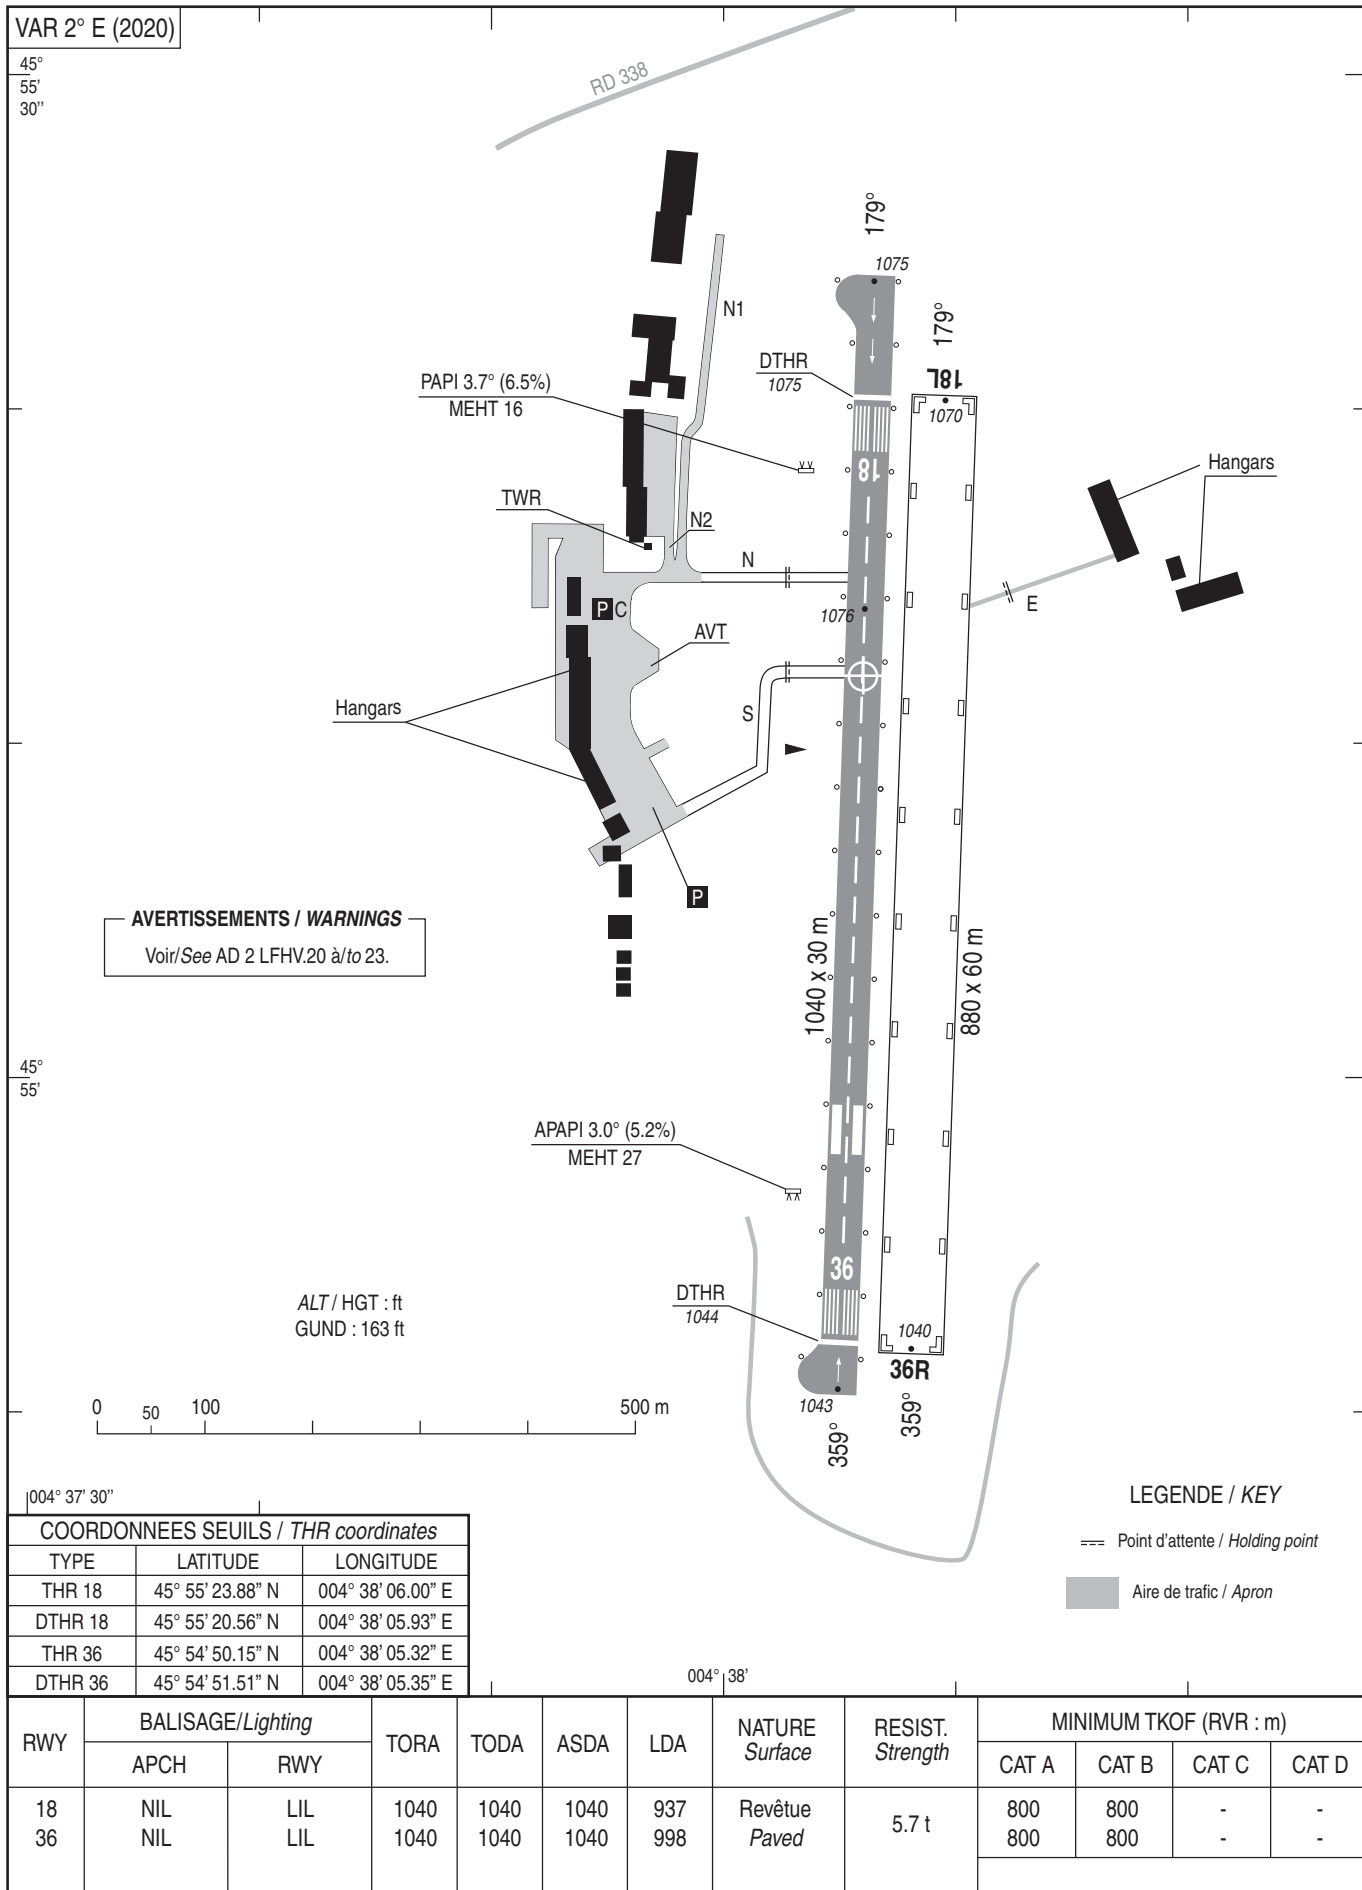 VAR 2° E (2020)
45°
55'
30’’
RD 338
179°
1075
N1
179°
DTHR
1075
18L
1070
PAPI 3.7° (6.5%)
MEHT 16
18
Hangars
TWR
N2
N
P C
1076
E
AVT
Hangars
S
P
AVERTISSEMENTS / WARNINGS
Voir/See AD 2 LFHV.20 à/to 23.
1040 x 30 m
880 x 60 m
45°
55’
APAPI 3.0° (5.2%)
MEHT 27
36
DTHR
1044
ALT / HGT : ft
GUND : 163 ft
1040
36R
1043
359°
359°
0 50 100 500 m
004° 37’ 30’’
LEGENDE / KEY
Point d’attente / Holding point
Aire de trafic / Apron
COORDONNEES SEUILS / THR coordinates
TYPE LATITUDE LONGITUDE
THR 18 45° 55’ 23.88’’ N 004° 38’ 06.00’’ E
DTHR 18 45° 55’ 20.56’’ N 004° 38’ 05.93’’ E
THR 36 45° 54’ 50.15’’ N 004° 38’ 05.32’’ E
DTHR 36 45° 54’ 51.51’’ N 004° 38’ 05.35’’ E
004° 38’
RWY BALISAGE/Lighting TORA TODA ASDA LDA NATURE Surface RESIST. Strength MINIMUM TKOF (RVR : m)
APCH RWY CAT A CAT B CAT C CAT D
18 NIL LIL 1040 1040 1040 937 Revêtue 5.7 t 800 800 - -
36 NIL LIL 1040 1040 1040 998 Paved 800 800 - -